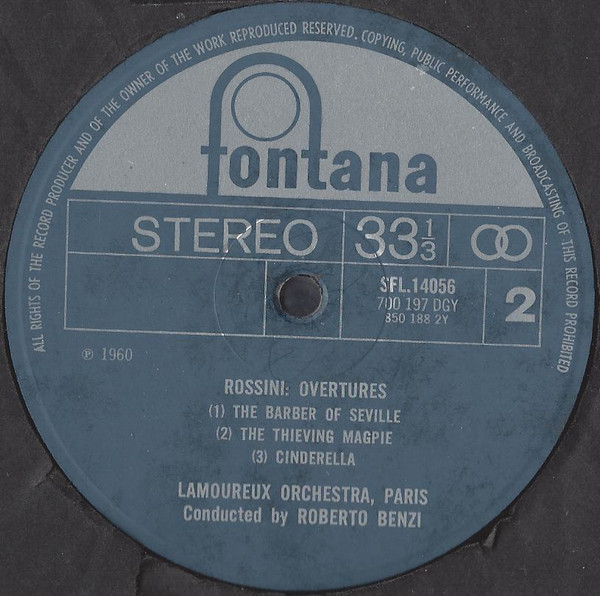 ALL RIGHTS OF THE RECORD PRODUCER AND OF THE OWNER OF THE WORK REPRODUCED RESERVED. COPYING, PUBLIC PERFORMANCE AND BROADCASTING OF THIS RECORD PROHIBITED
fontana
STEREO 33 1/3
SFL.14056
700 197 DGY
850 188 2Y
2
℗ 1960
ROSSINI: OVERTURES
(1) THE BARBER OF SEVILLE
(2) THE THIEVING MAGPIE
(3) CINDERELLA
LAMOUREUX ORCHESTRA, PARIS
Conducted by ROBERTO BENZI